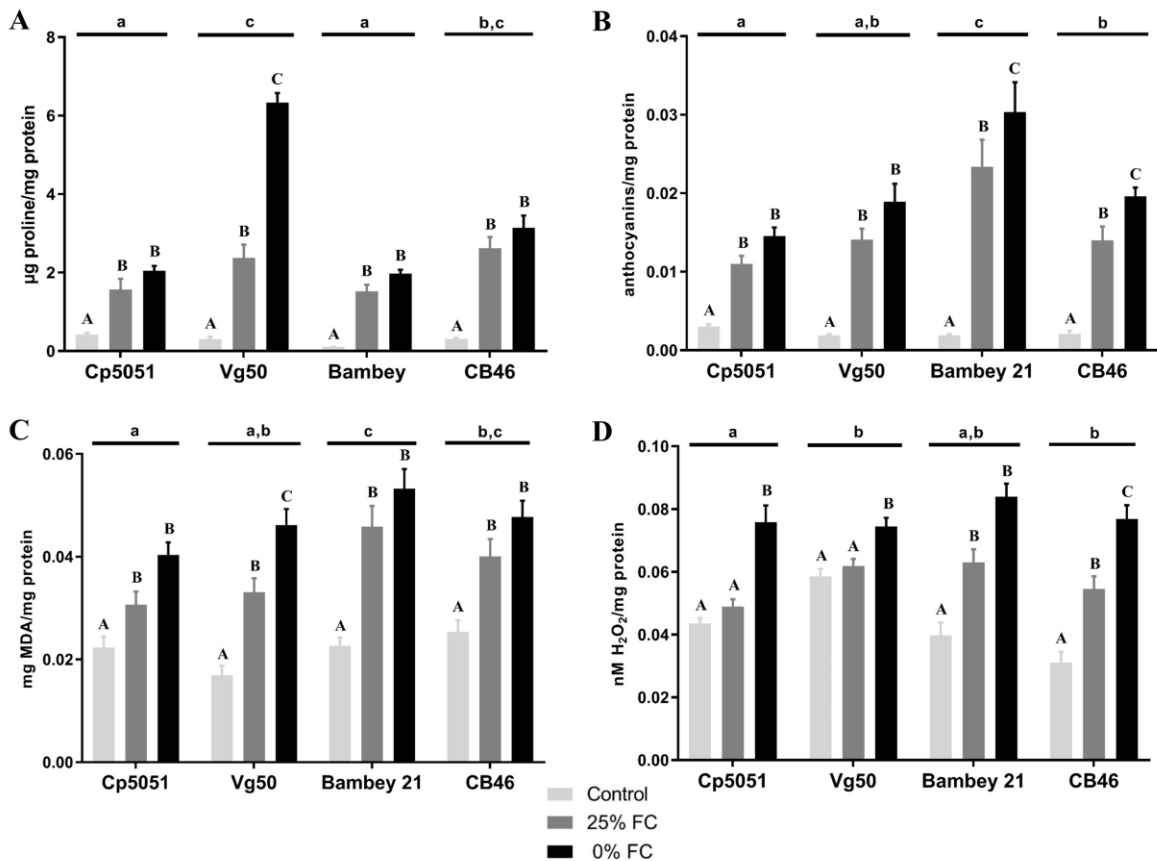 A
a c a b,c
µg proline/mg protein
8
6
4
2
0
A B B
A B C
A B B
A B B
Cp5051 Vg50 Bambey CB46
B
a a,b c b
anthocyanins/mg protein
0.04
0.03
0.02
0.01
0.00
A B B
A B B
A B C
A B C
Cp5051 Vg50 Bambey 21 CB46
C
a a,b c b,c
mg MDA/mg protein
0.06
0.04
0.02
0.00
A B B
A B C
A B B
A B B
Cp5051 Vg50 Bambey 21 CB46
D
a b a,b b
nM H₂O₂/mg protein
0.10
0.08
0.06
0.04
0.02
0.00
A A B
A A B
A B B
A B C
Cp5051 Vg50 Bambey 21 CB46
Control
25% FC
0% FC